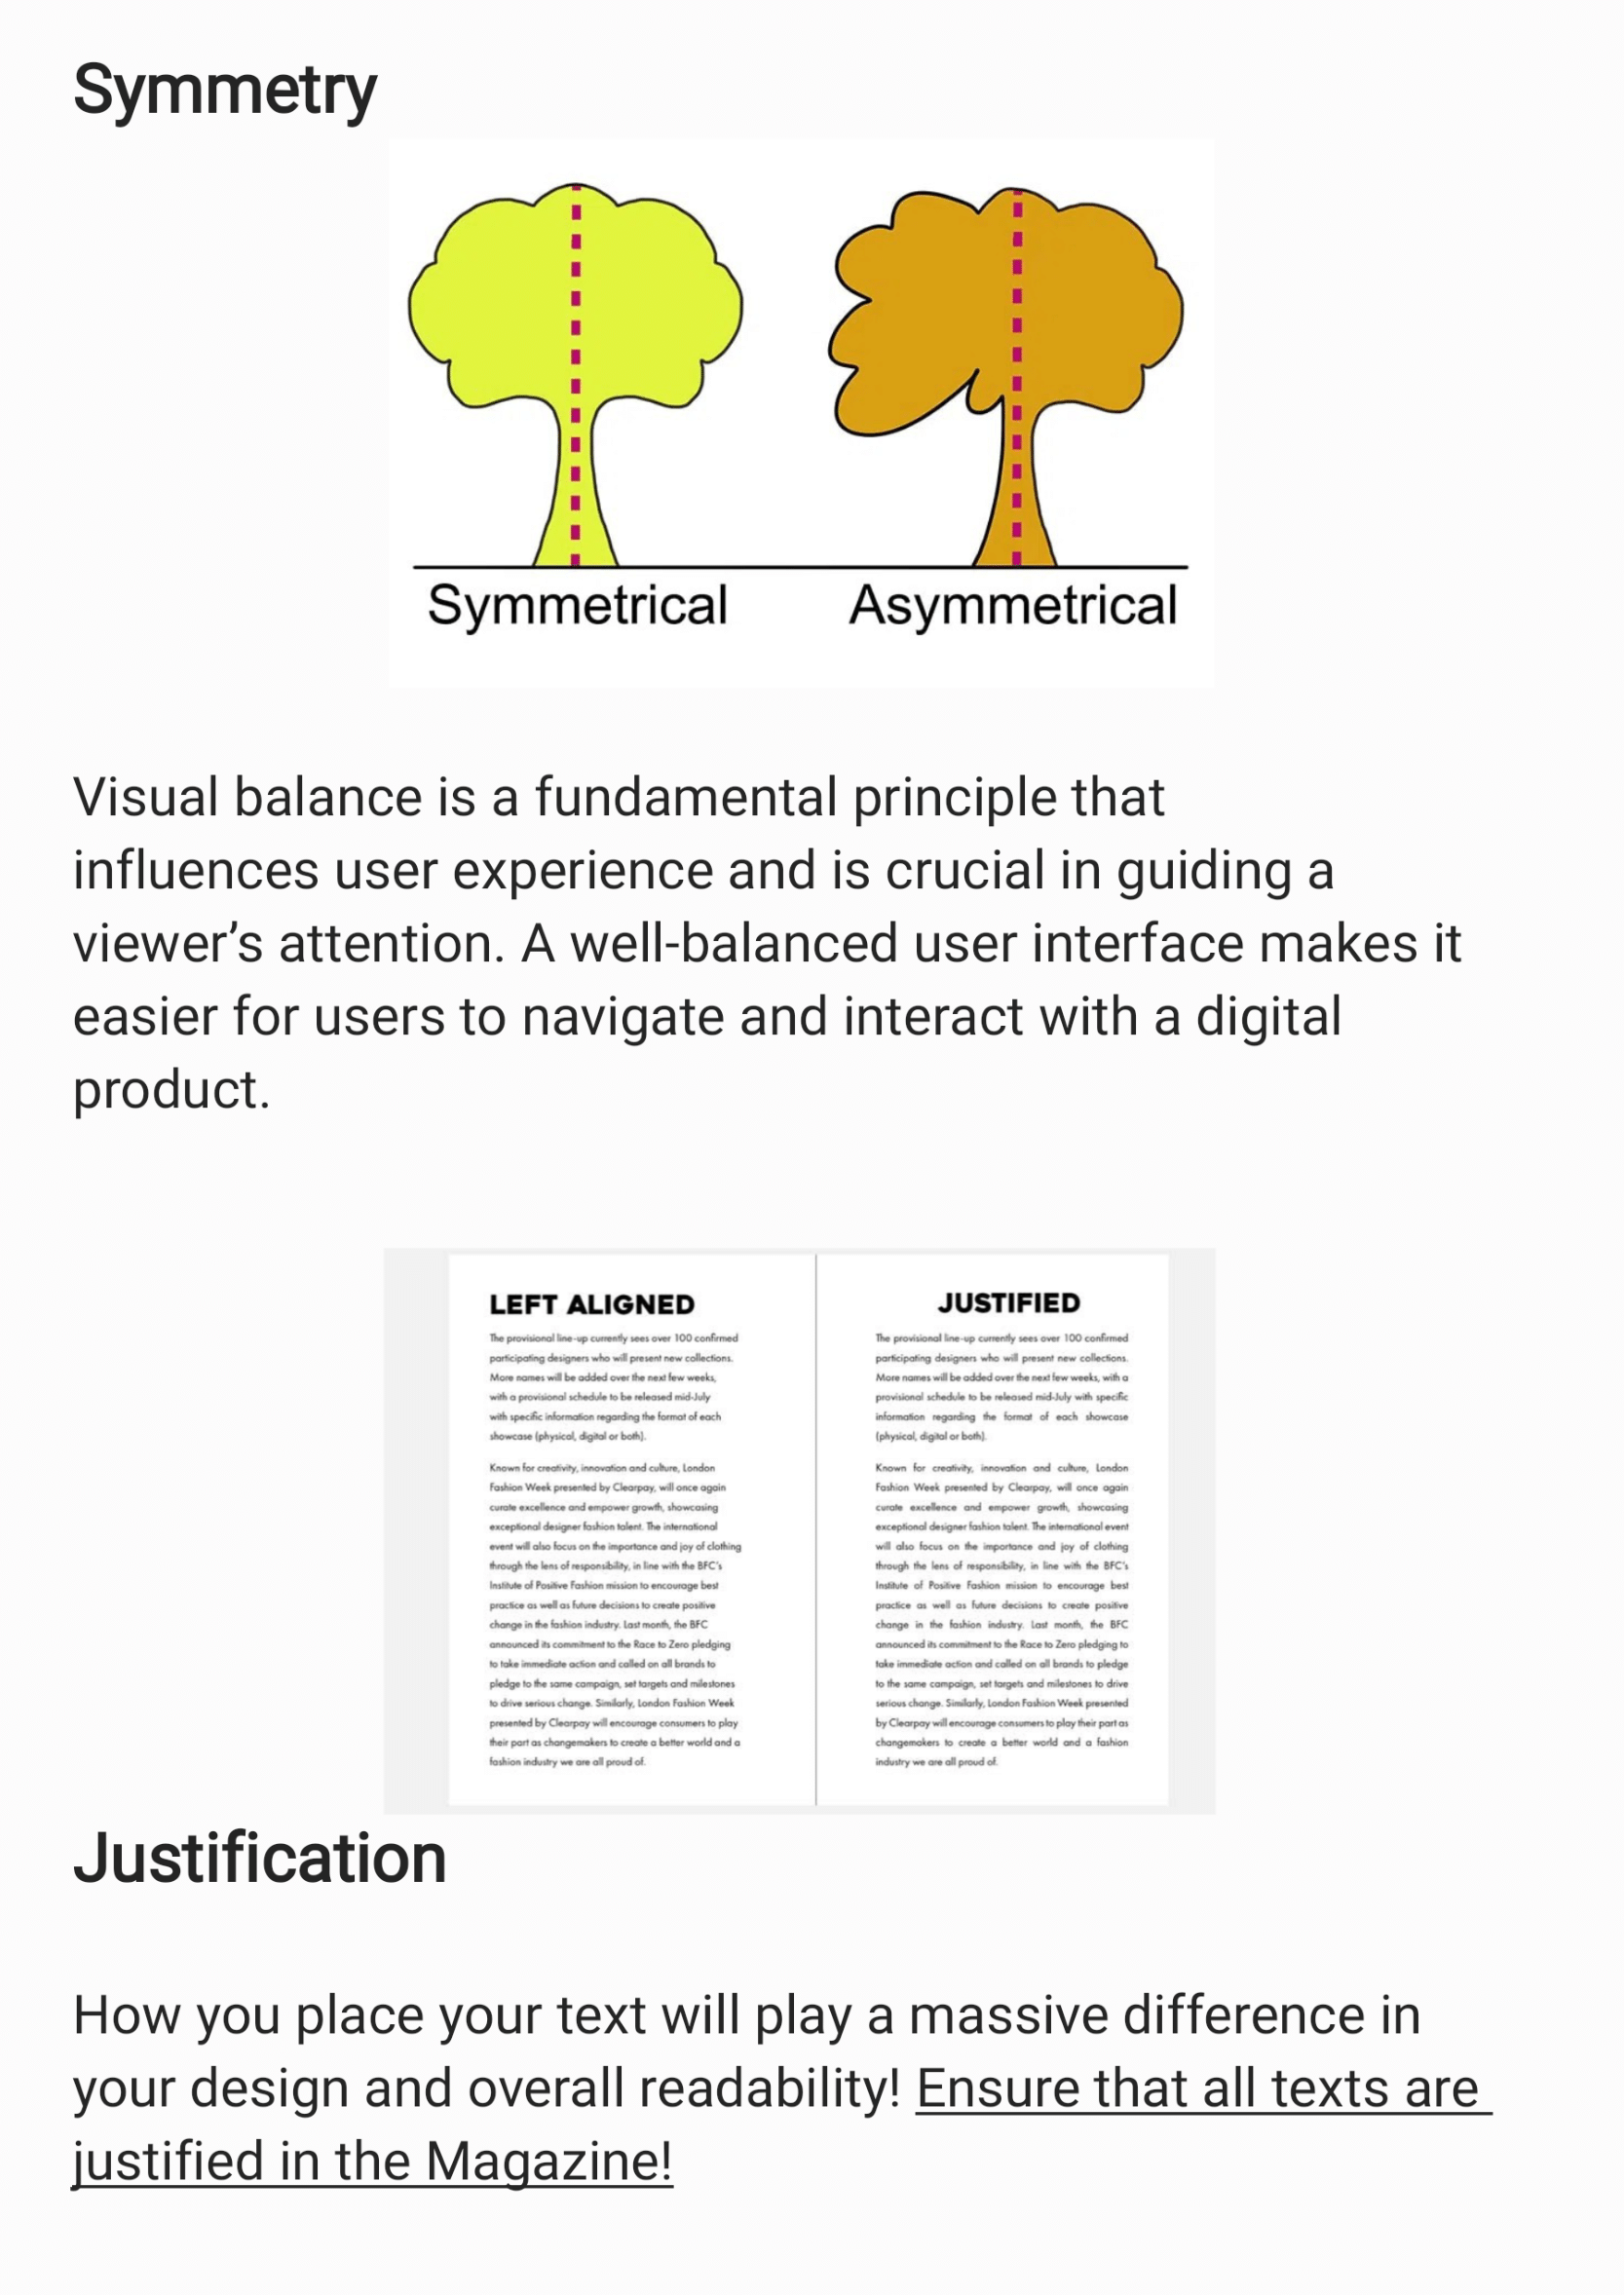 Symmetry
Symmetrical
Asymmetrical
Visual balance is a fundamental principle that
influences user experience and is crucial in guiding a
viewer’s attention. A well-balanced user interface makes it
easier for users to navigate and interact with a digital
product.
LEFT ALIGNED
The provisional line-up currently sees over 100 confirmed
participating designers who will present new collections.
More names will be added over the next few weeks,
with a provisional schedule to be released mid-July
with specific information regarding the format of each
showcase (physical, digital or both).
Known for creativity, innovation and culture, London
Fashion Week presented by Clearpay, will once again
curate excellence and empower growth, showcasing
exceptional designer fashion talent. The international
event will also focus on the importance and joy of clothing
through the lens of responsibility, in line with the BFC's
Institute of Positive Fashion mission to encourage best
practice as well as future decisions to create positive
change in the fashion industry. Last month, the BFC
announced its commitment to the Race to Zero pledging
to take immediate action and called on all brands to
pledge to the same campaign, set targets and milestones
to drive serious change. Similarly, London Fashion Week
presented by Clearpay will encourage consumers to play
their part as changemakers to create a better world and a
fashion industry we are all proud of.
JUSTIFIED
The provisional line-up currently sees over 100 confirmed
participating designers who will present new collections.
More names will be added over the next few weeks, with a
provisional schedule to be released mid-July with specific
information regarding the format of each showcase
(physical, digital or both).
Known for creativity, innovation and culture, London
Fashion Week presented by Clearpay, will once again
curate excellence and empower growth, showcasing
exceptional designer fashion talent. The international event
will also focus on the importance and joy of clothing
through the lens of responsibility, in line with the BFC's
Institute of Positive Fashion mission to encourage best
practice as well as future decisions to create positive
change in the fashion industry. Last month, the BFC
announced its commitment to the Race to Zero pledging to
take immediate action and called on all brands to pledge
to the same campaign, set targets and milestones to drive
serious change. Similarly, London Fashion Week presented
by Clearpay will encourage consumers to play their part as
changemakers to create a better world and a fashion
industry we are all proud of.
Justification
How you place your text will play a massive difference in
your design and overall readability! Ensure that all texts are
justified in the Magazine!